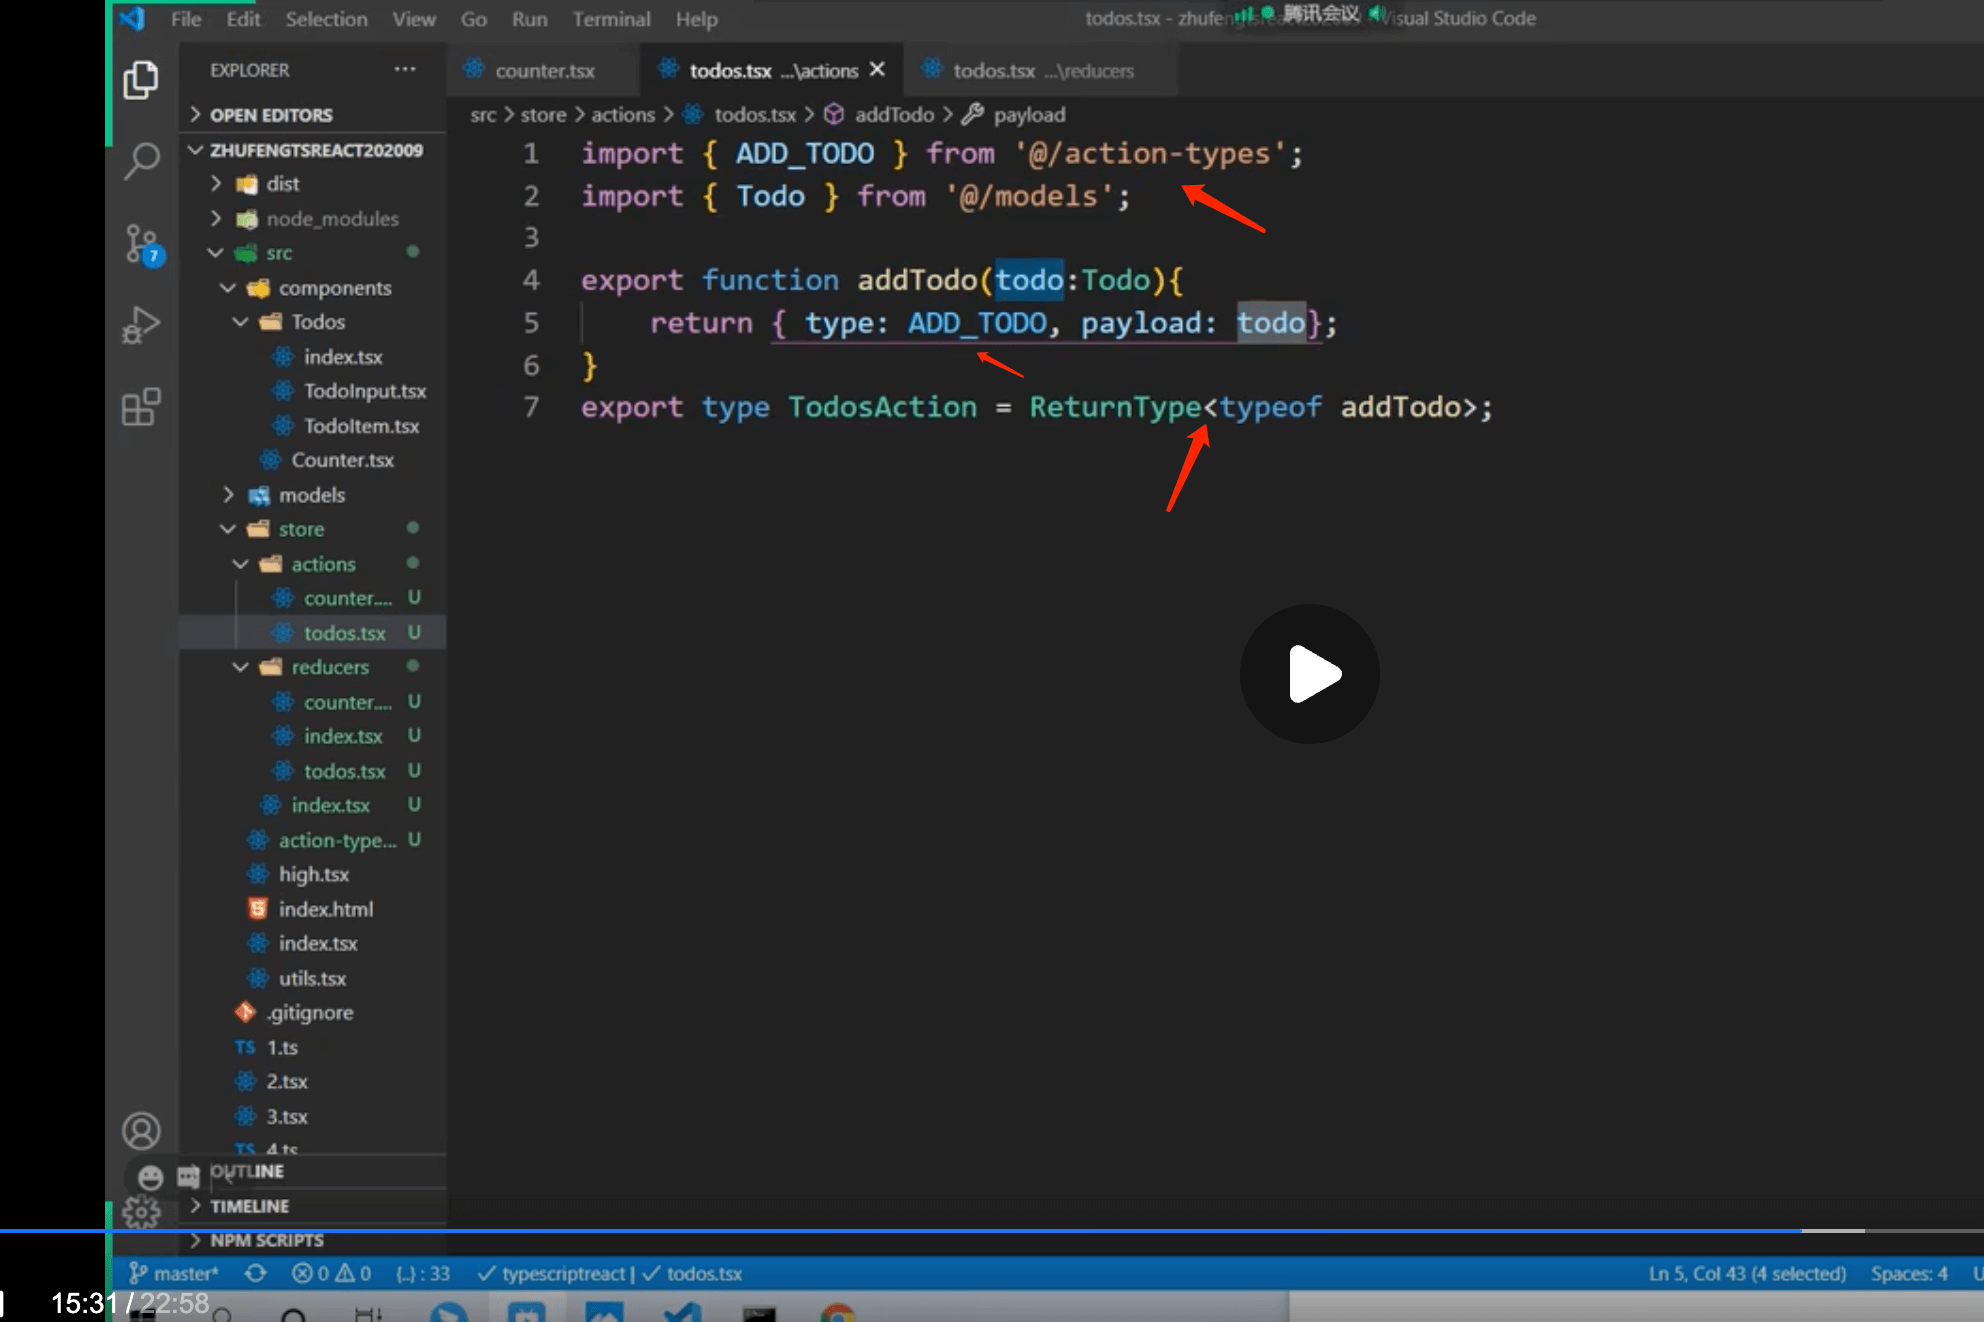 File Edit Selection View Go Run Terminal Help
todos.tsx - zhufengtsreact202009 - Visual Studio Code
腾讯会议
EXPLORER ...
counter.tsx
todos.tsx ...\actions
todos.tsx ...\reducers
src > store > actions > todos.tsx > addTodo > payload
OPEN EDITORS
ZHUFENGTSREACT202009
dist
node_modules
src
components
Todos
index.tsx
TodoInput.tsx
TodoItem.tsx
Counter.tsx
models
store
actions
counter.... U
todos.tsx U
reducers
counter.... U
index.tsx U
todos.tsx U
index.tsx U
action-type... U
high.tsx
index.html
index.tsx
utils.tsx
.gitignore
TS 1.ts
2.tsx
3.tsx
TS 4.ts
OUTLINE
TIMELINE
NPM SCRIPTS
7
1 import { ADD_TODO } from '@/action-types';
2 import { Todo } from '@/models';
3
4 export function addTodo(todo:Todo){
5 return { type: ADD_TODO, payload: todo};
6 }
7 export type TodosAction = ReturnType<typeof addTodo>;
master* 0 0 {..} : 33 typescriptreact | todos.tsx
Ln 5, Col 43 (4 selected) Spaces: 4
15:31 / 22:58